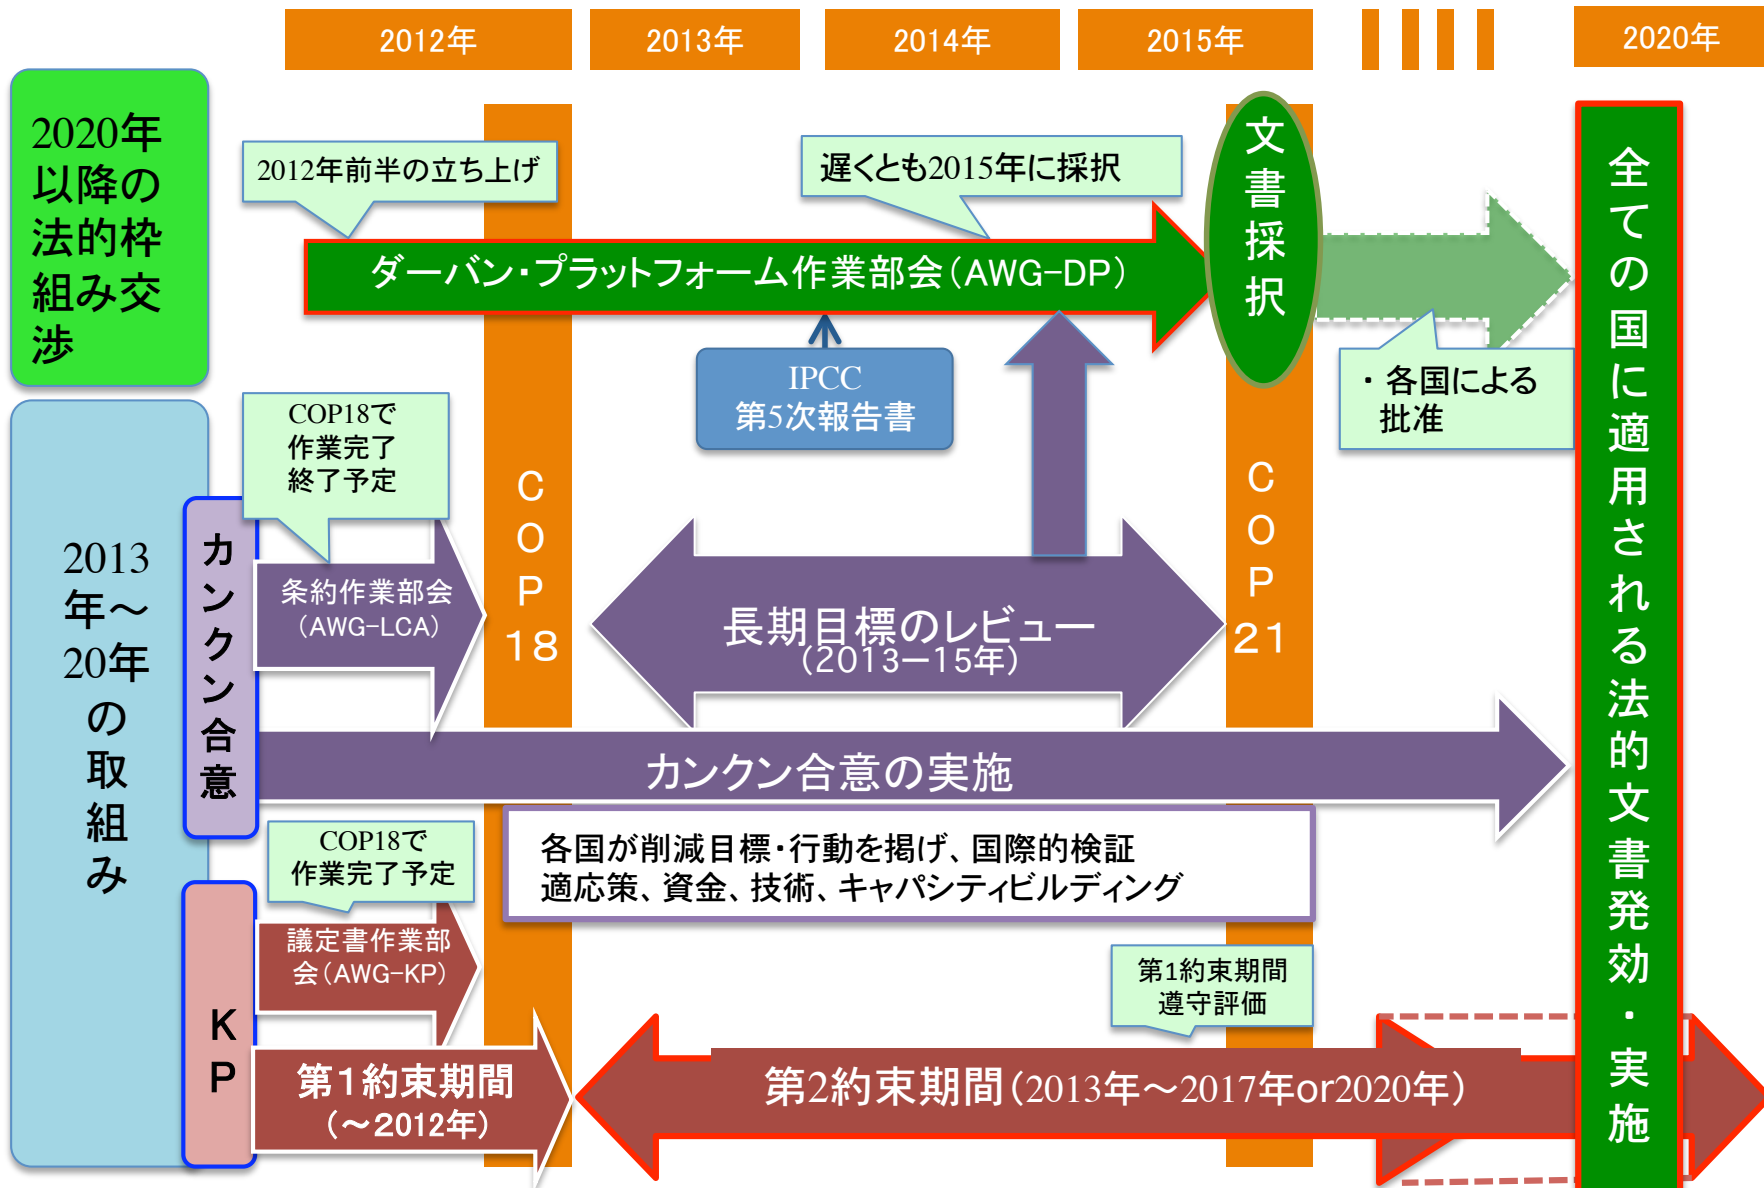 2012年
2013年
2014年
2015年
2020年
2020年
以降の
法的枠
組み交
渉
2012年前半の立ち上げ
遅くとも2015年に採択
ダーバン・プラットフォーム作業部会（AWG-DP）
文書採択
IPCC
第5次報告書
・各国による
批准
全ての国に適用される法的文書発効・実施
2013
年～
20年
の
取
組
み
カンクン合意
COP18で
作業完了
終了予定
条約作業部会
（AWG-LCA）
COP18
長期目標のレビュー
（2013－15年）
COP21
カンクン合意の実施
各国が削減目標・行動を掲げ、国際的検証
適応策、資金、技術、キャパシティビルディング
KP
COP18で
作業完了予定
議定書作業部
会（AWG-KP）
第１約束期間
（～2012年）
第1約束期間
遵守評価
第2約束期間（2013年～2017年or2020年）